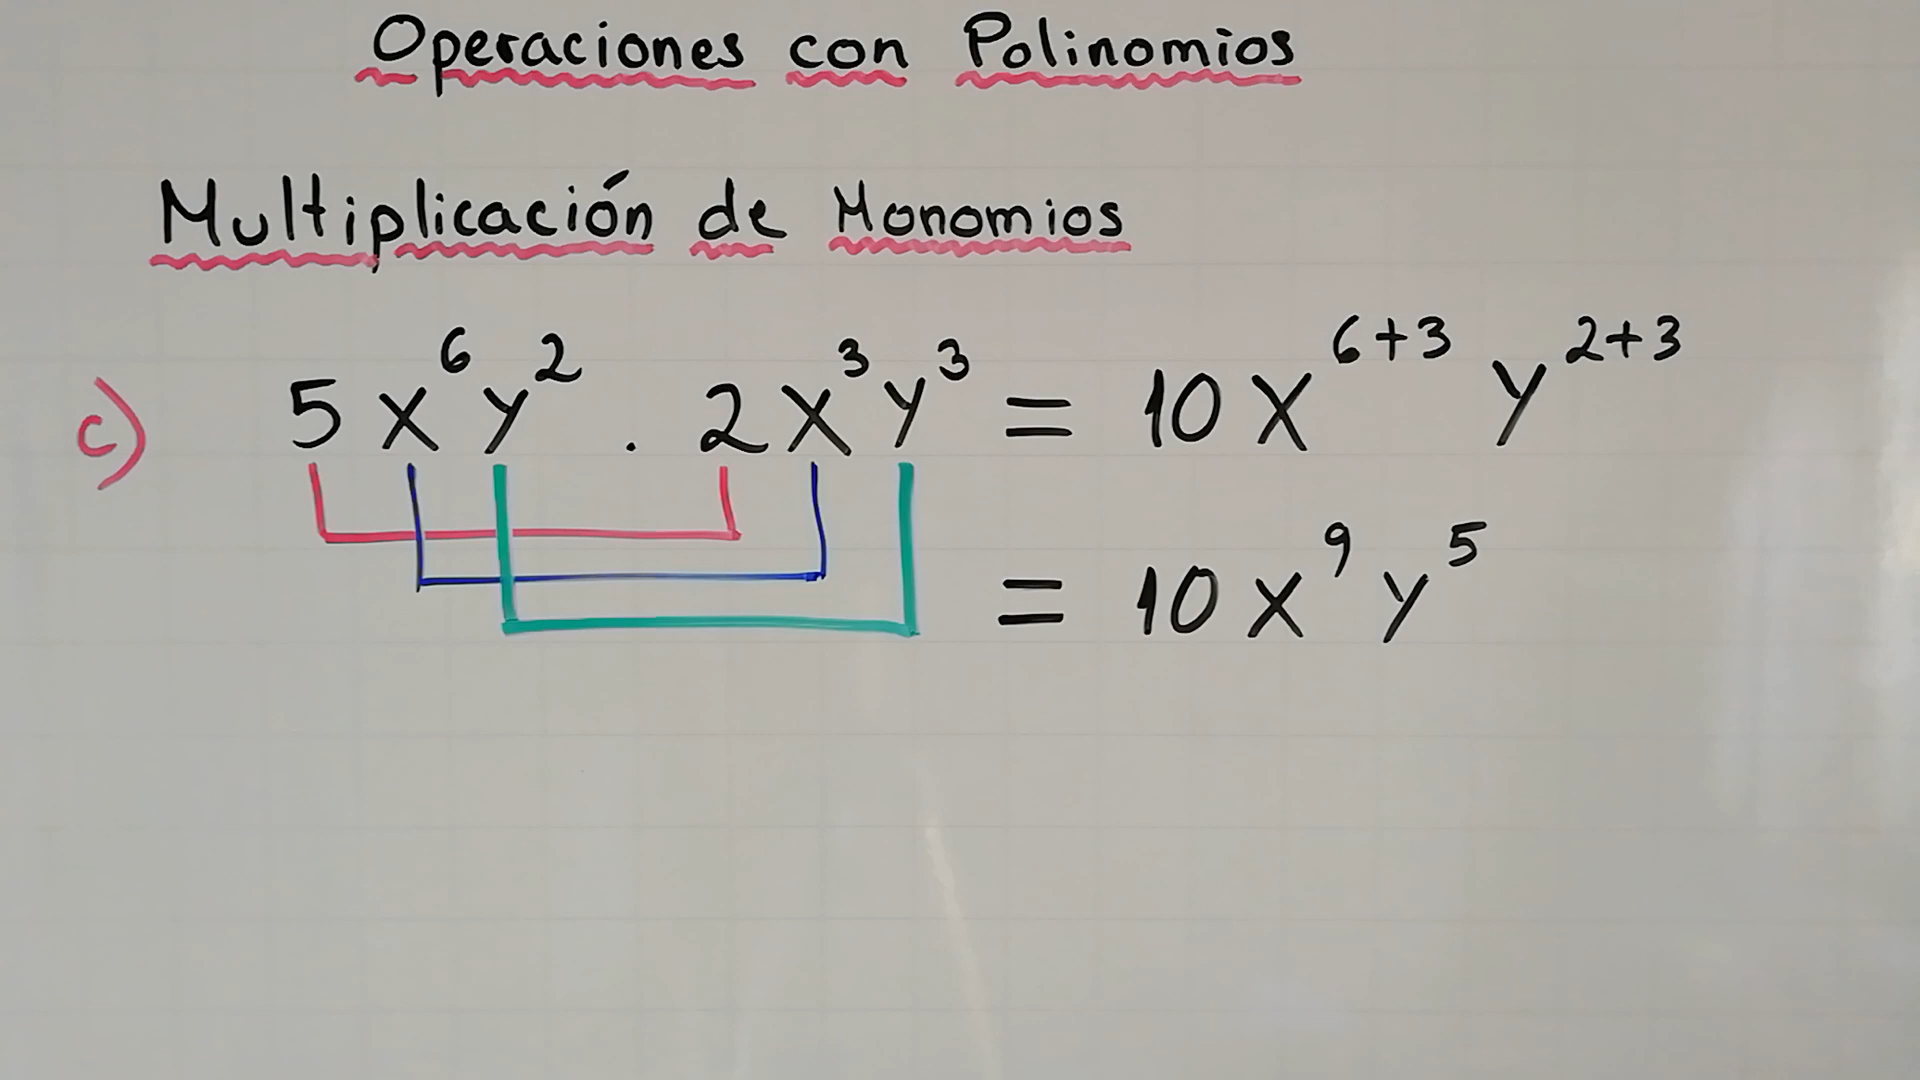 Operaciones con Polinomios
Multiplicación de Monomios
c) 5x⁶y² . 2x³y³ = 10x⁶⁺³ y²⁺³
= 10x⁹y⁵